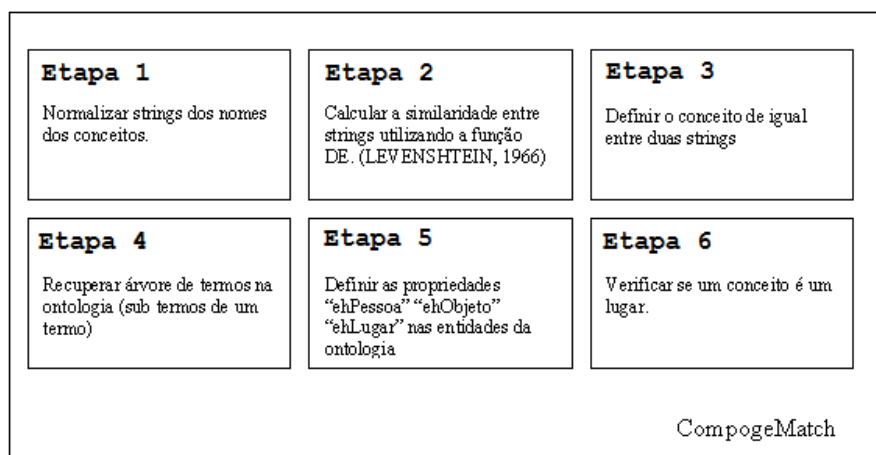 Etapa 1
Normalizar strings dos nomes
dos conceitos.
Etapa 2
Calcular a similaridade entre
strings utilizando a função
DE. (LEVENSHTEIN, 1966)
Etapa 3
Definir o conceito de igual
entre duas strings
Etapa 4
Recuperar árvore de termos na
ontologia (sub termos de um
termo)
Etapa 5
Definir as propriedades
“ehPessoa” “ehObjeto”
“ehLugar” nas entidades da
ontologia
Etapa 6
Verificar se um conceito é um
lugar.
CompogeMatch